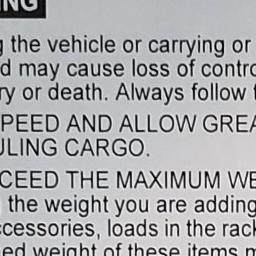 NG
g the vehicle or carrying or
d may cause loss of contro
ry or death. Always follow
PEED AND ALLOW GREA
ULING CARGO.
CEED THE MAXIMUM WE
the weight you are adding
ccessories, loads in the rack
ed weight of these items m